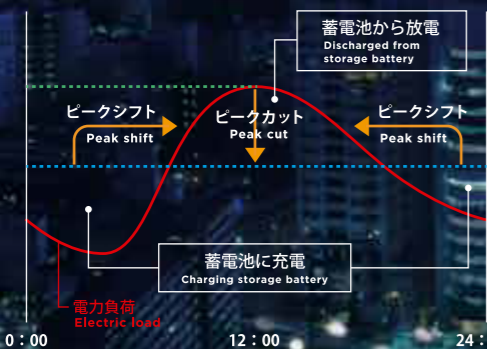 蓄電池から放電
Discharged from
storage battery
ピークシフト
Peak shift
ピークカット
Peak cut
ピークシフト
Peak shift
蓄電池に充電
Charging storage battery
電力負荷
Electric load
0：00
12：00
24：